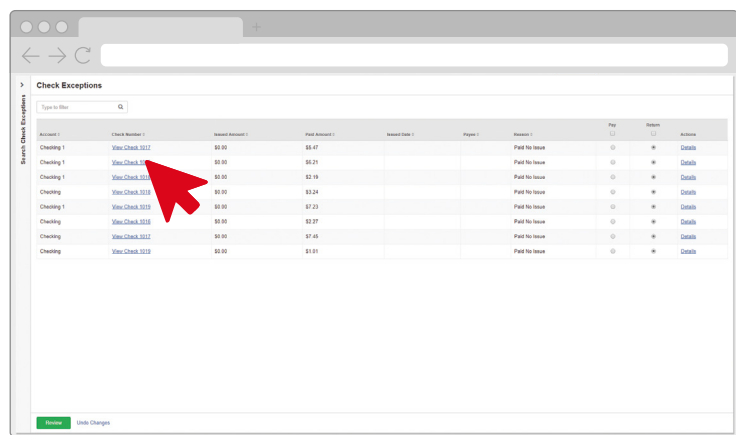 Check Exceptions
Search Check Exceptions
Type to filter
Pay Return
Account Check Number Issued Amount Paid Amount Issued Date Payee Reason Actions
Checking 1 View Check 1017 $0.00 $5.47 Paid No Issue Details
Checking 1 View Check $0.00 $6.21 Paid No Issue Details
Checking 1 View Check $0.00 $2.19 Paid No Issue Details
Checking View Check 1018 $0.00 $3.24 Paid No Issue Details
Checking 1 View Check 1019 $0.00 $7.23 Paid No Issue Details
Checking View Check 1016 $0.00 $2.27 Paid No Issue Details
Checking View Check 1017 $0.00 $7.45 Paid No Issue Details
Checking View Check 1019 $0.00 $1.01 Paid No Issue Details
Review Undo Changes